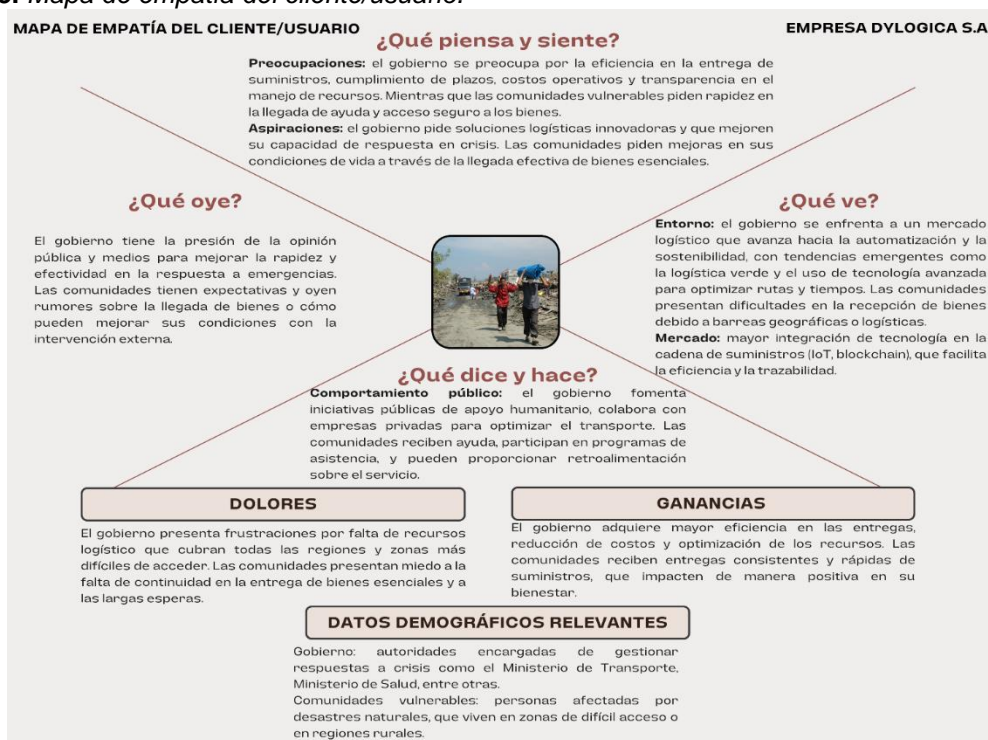 Mapa de empatía del cliente/usuario.
MAPA DE EMPATÍA DEL CLIENTE/USUARIO
EMPRESA DYLOGICA S.A
¿Qué piensa y siente?
Preocupaciones: el gobierno se preocupa por la eficiencia en la entrega de
suministros, cumplimiento de plazos, costos operativos y transparencia en el
manejo de recursos. Mientras que las comunidades vulnerables piden rapidez en
la llegada de ayuda y acceso seguro a los bienes.
Aspiraciones: el gobierno pide soluciones logísticas innovadoras y que mejoren
su capacidad de respuesta en crisis. Las comunidades piden mejoras en sus
condiciones de vida a través de la llegada efectiva de bienes esenciales.
¿Qué oye?
El gobierno tiene la presión de la opinión
pública y medios para mejorar la rapidez y
efectividad en la respuesta a emergencias.
Las comunidades tienen expectativas y oyen
rumores sobre la llegada de bienes o cómo
pueden mejorar sus condiciones con la
intervención externa.
¿Qué ve?
Entorno: el gobierno se enfrenta a un mercado
logístico que avanza hacia la automatización y la
sostenibilidad, con tendencias emergentes como
la logística verde y el uso de tecnología avanzada
para optimizar rutas y tiempos. Las comunidades
presentan dificultades en la recepción de bienes
debido a barreas geográficas o logísticas.
Mercado: mayor integración de tecnología en la
cadena de suministros (IoT, blockchain), que facilita
la eficiencia y la trazabilidad.
¿Qué dice y hace?
Comportamiento público: el gobierno fomenta
iniciativas públicas de apoyo humanitario, colabora con
empresas privadas para optimizar el transporte. Las
comunidades reciben ayuda, participan en programas de
asistencia, y pueden proporcionar retroalimentación
sobre el servicio.
DOLORES
El gobierno presenta frustraciones por falta de recursos
logístico que cubran todas las regiones y zonas más
difíciles de acceder. Las comunidades presentan miedo a la
falta de continuidad en la entrega de bienes esenciales y a
las largas esperas.
GANANCIAS
El gobierno adquiere mayor eficiencia en las entregas,
reducción de costos y optimización de los recursos. Las
comunidades reciben entregas consistentes y rápidas de
suministros, que impacten de manera positiva en su
bienestar.
DATOS DEMOGRÁFICOS RELEVANTES
Gobierno: autoridades encargadas de gestionar
respuestas a crisis como el Ministerio de Transporte,
Ministerio de Salud, entre otras.
Comunidades vulnerables: personas afectadas por
desastres naturales, que viven en zonas de difícil acceso o
en regiones rurales.